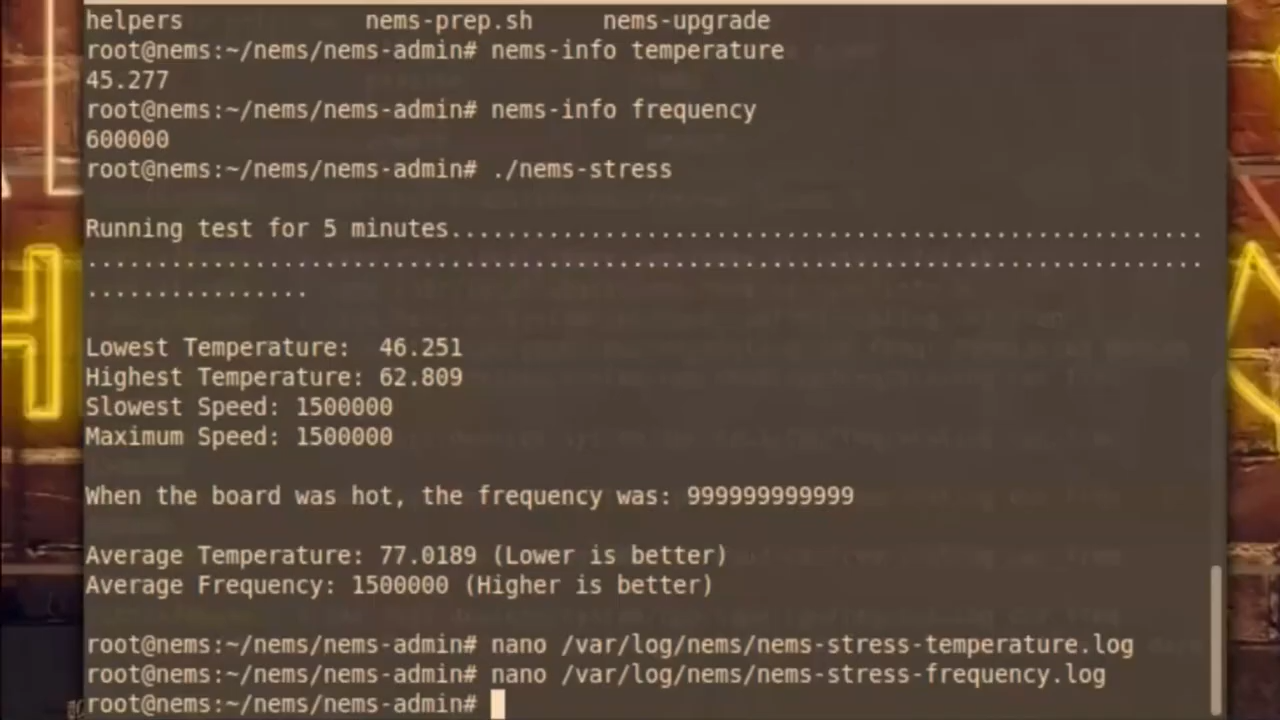 helpers nems-prep.sh nems-upgrade
root@nems:~/nems/nems-admin# nems-info temperature
45.277
root@nems:~/nems/nems-admin# nems-info frequency
600000
root@nems:~/nems/nems-admin# ./nems-stress
Running test for 5 minutes......................................................
................................................................................
................
Lowest Temperature:  46.251
Highest Temperature: 62.809
Slowest Speed: 1500000
Maximum Speed: 1500000
When the board was hot, the frequency was: 999999999999
Average Temperature: 77.0189 (Lower is better)
Average Frequency: 1500000 (Higher is better)
root@nems:~/nems/nems-admin# nano /var/log/nems/nems-stress-temperature.log
root@nems:~/nems/nems-admin# nano /var/log/nems/nems-stress-frequency.log
root@nems:~/nems/nems-admin#